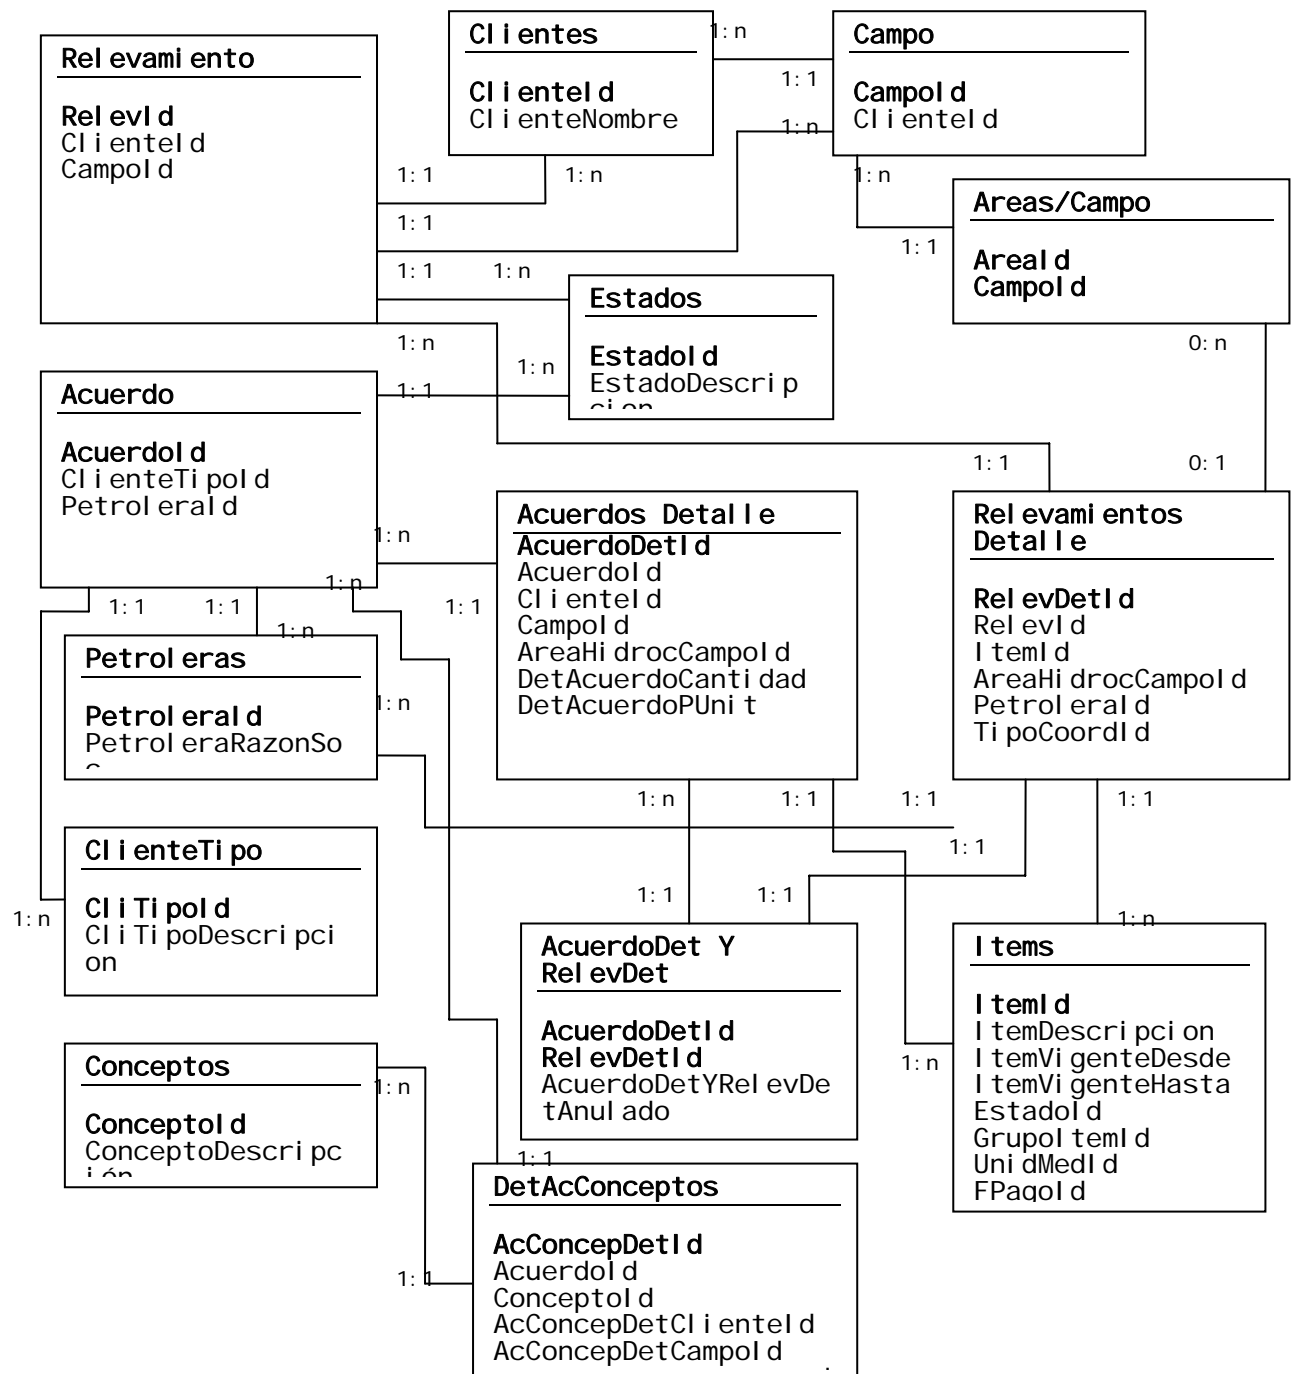 Relevamiento
RelevId
ClienteId
CampoId
Clientes
ClienteId
ClienteNombre
1:n
1:1
Campo
CampoId
ClienteId
1:n
1:1
1:n
1:n
1:1
1:1
Areas/Campo
AreaId
CampoId
1:1
1:n
Estados
EstadoId
EstadoDescrip
cion
1:n
1:n
1:1
0:n
Acuerdo
AcuerdoId
ClienteTipoId
PetroleraId
1:1
0:1
1:n
1:n
1:1
1:1
1:1
1:n
Acuerdos Detalle
AcuerdoDetId
AcuerdoId
ClienteId
CampoId
AreaHidrocCampoId
DetAcuerdoCantidad
DetAcuerdoPUnit
Relevamientos
Detalle
RelevDetId
RelevId
ItemId
AreaHidrocCampoId
PetroleraId
TipoCoordId
Petroleras
PetroleraId
PetroleraRazonSo
1:n
1:n
1:1
1:1
1:1
1:1
ClienteTipo
CliTipoId
CliTipoDescripci
on
1:n
1:1
1:1
1:n
AcuerdoDet Y
RelevDet
AcuerdoDetId
RelevDetId
AcuerdoDetYRelevDe
tAnulado
Items
ItemId
ItemDescripcion
ItemVigenteDesde
ItemVigenteHasta
EstadoId
GrupoItemId
UnidMedId
FPagoId
1:n
Conceptos
ConceptoId
ConceptoDescripc
ión
1:n
1:1
1:1
DetAcConceptos
AcConcepDetId
AcuerdoId
ConceptoId
AcConcepDetClienteId
AcConcepDetCampoId